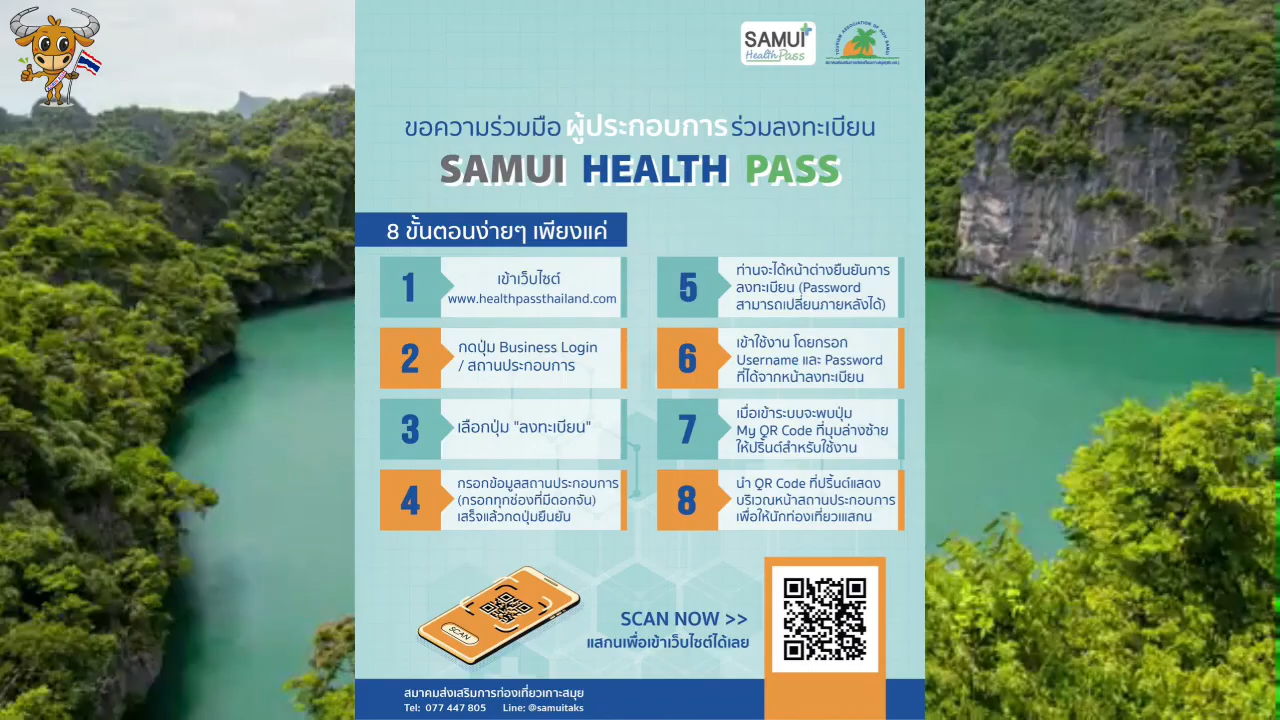 SAMUI
Health Pass
TOURISM ASSOCIATION OF KOH SAMUI
ขอความร่วมมือ ผู้ประกอบการ ร่วมลงทะเบียน
SAMUI HEALTH PASS
8 ขั้นตอนง่ายๆ เพียงแค่
1
เข้าเว็บไซต์
www.healthpassthailand.com
2
กดปุ่ม Business Login
/ สถานประกอบการ
3
เลือกปุ่ม "ลงทะเบียน"
4
กรอกข้อมูลสถานประกอบการ
(กรอกทุกช่องที่มีดอกจัน)
เสร็จแล้วกดปุ่มยืนยัน
5
ท่านจะได้หน้าต่างยืนยันการ
ลงทะเบียน (Password
สามารถเปลี่ยนภายหลังได้)
6
เข้าใช้งาน โดยกรอก
Username และ Password
ที่ได้จากหน้าลงทะเบียน
7
เมื่อเข้าระบบจะพบปุ่ม
My QR Code ที่มุมล่างซ้าย
ให้ปริ้นต์สำหรับใช้งาน
8
นำ QR Code ที่ปริ้นต์แสดง
บริเวณหน้าสถานประกอบการ
เพื่อให้นักท่องเที่ยวแสกน
SCAN
SCAN NOW >>
แสกนเพื่อเข้าเว็บไซต์ได้เลย
สมาคมส่งเสริมการท่องเที่ยวเกาะสมุย
Tel: 077 447 805 Line: @samuitaks